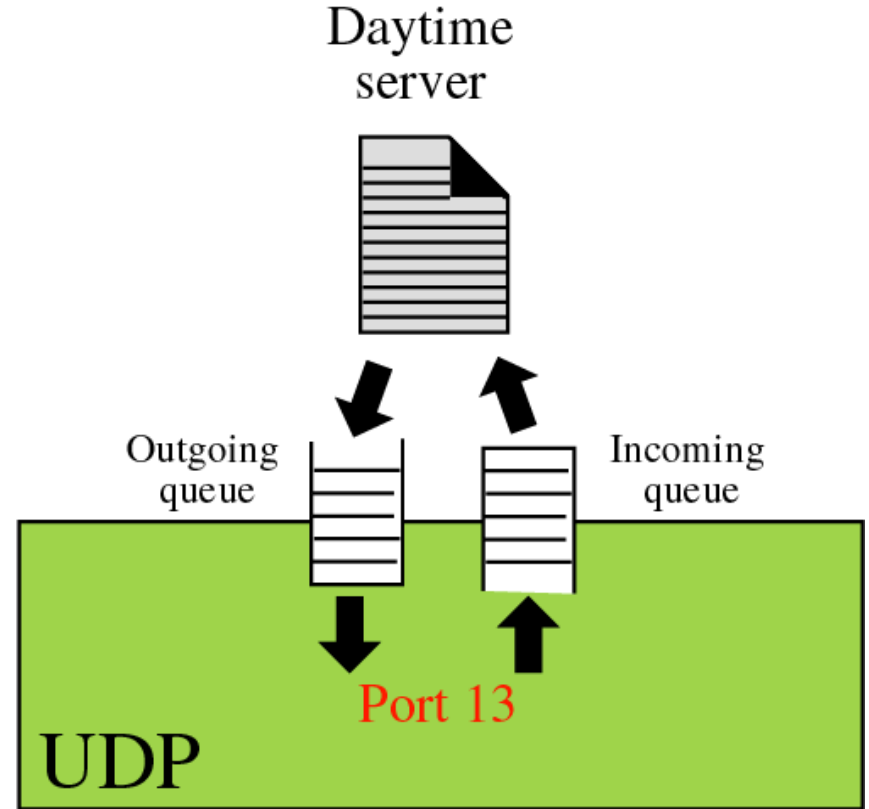 Daytime
server
Outgoing
queue
Incoming
queue
Port 13
UDP